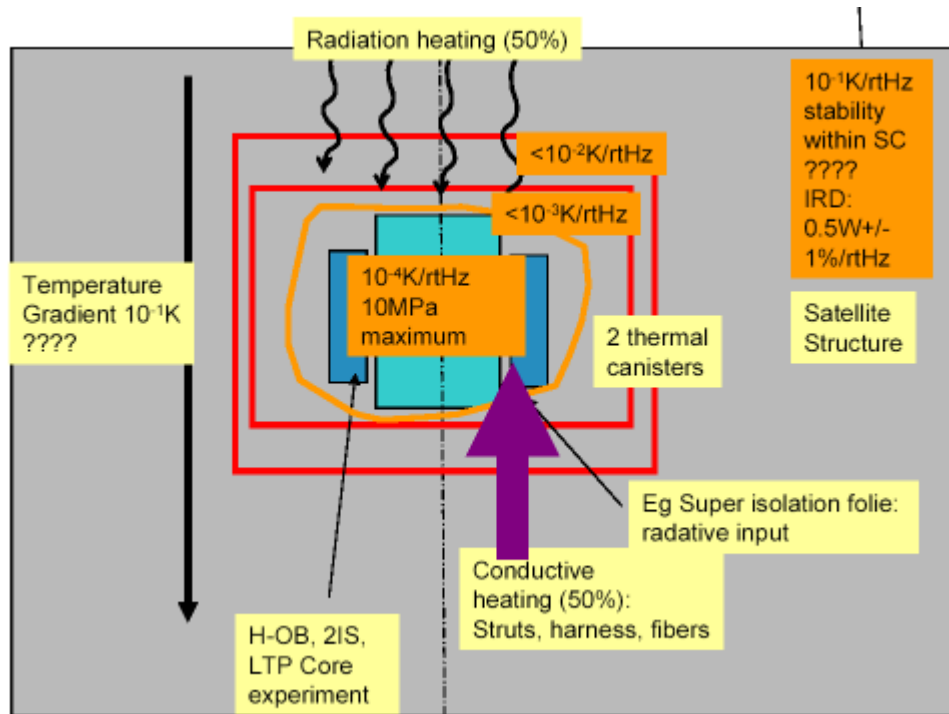 Radiation heating (50%)
10⁻¹K/rtHz
stability
within SC
????
IRD:
0.5W+/-
1%/rtHz
<10⁻²K/rtHz
<10⁻³K/rtHz
10⁻⁴K/rtHz
10MPa
maximum
Temperature
Gradient 10⁻¹K
????
2 thermal
canisters
Satellite
Structure
Eg Super isolation folie:
radative input
Conductive
heating (50%):
Struts, harness, fibers
H-OB, 2IS,
LTP Core
experiment